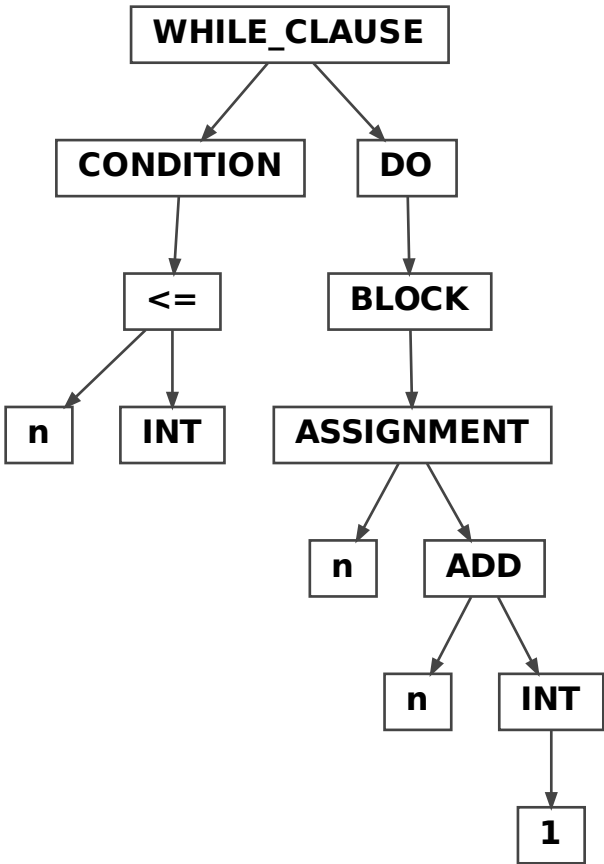 WHILE_CLAUSE
CONDITION
DO
<=
BLOCK
n
INT
ASSIGNMENT
n
ADD
n
INT
1